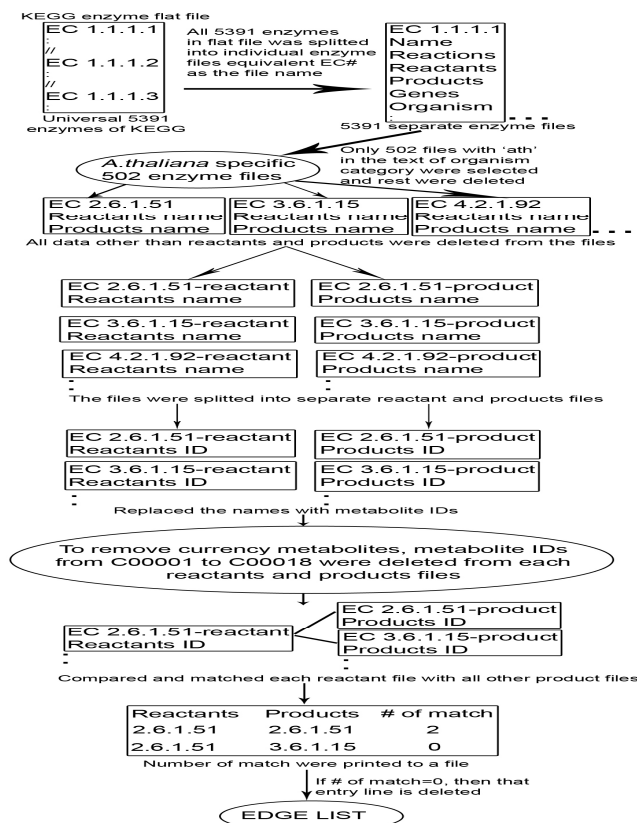 KEGG enzyme flat file
EC 1.1.1.1
:
//
EC 1.1.1.2
:
//
EC 1.1.1.3
:
Universal 5391
enzymes of KEGG
All 5391 enzymes
in flat file was splitted
into individual enzyme
files equivalent EC#
as the file name
EC 1.1.1.1
Name
Reactions
Reactants
Products
Genes
Organism
:
- - -
5391 separate enzyme files
Only 502 files with ‘ath’
in the text of organism
category were selected
and rest were deleted
A.thaliana specific
502 enzyme files
EC 2.6.1.51
Reactants name
Products name
EC 3.6.1.15
Reactants name
Products name
EC 4.2.1.92
Reactants name
Products name
- - -
All data other than reactants and products were deleted from the files
EC 2.6.1.51-reactant
Reactants name
EC 2.6.1.51-product
Products name
EC 3.6.1.15-reactant
Reactants name
EC 3.6.1.15-product
Products name
EC 4.2.1.92-reactant
Reactants name
EC 4.2.1.92-product
Products name
:
:
The files were splitted into separate reactant and products files
EC 2.6.1.51-reactant
Reactants ID
EC 2.6.1.51-product
Products ID
EC 3.6.1.15-reactant
Reactants ID
EC 3.6.1.15-product
Products ID
:
:
Replaced the names with metabolite IDs
To remove currency metabolites, metabolite IDs
from C00001 to C00018 were deleted from each
reactants and products files
EC 2.6.1.51-reactant
Reactants ID
EC 2.6.1.51-product
Products ID
EC 3.6.1.15-product
Products ID
:
:
Compared and matched each reactant file with all other product files
Reactants Products # of match
2.6.1.51 2.6.1.51 2
2.6.1.51 3.6.1.15 0
Number of match were printed to a file
If # of match=0, then that
entry line is deleted
EDGE LIST